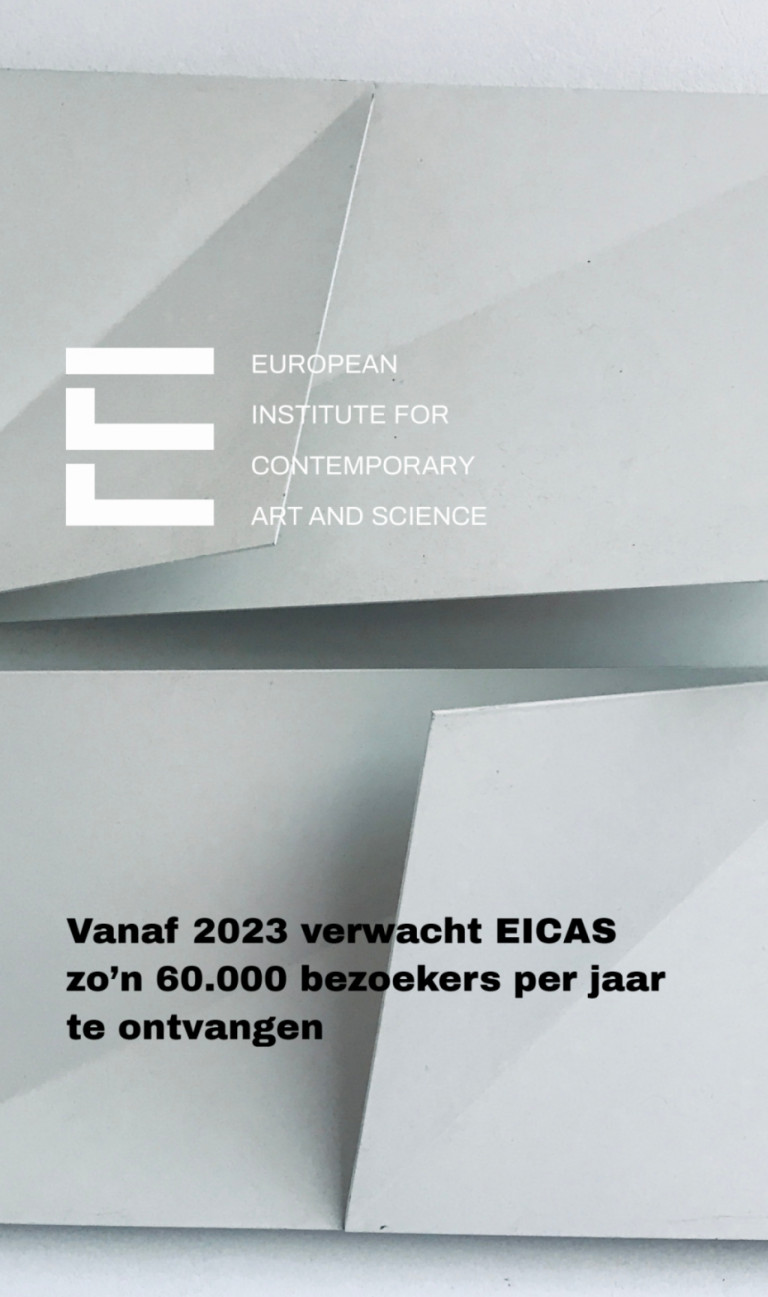 EUROPEAN
INSTITUTE FOR
CONTEMPORARY
ART AND SCIENCE
Vanaf 2023 verwacht EICAS
zo’n 60.000 bezoekers per jaar
te ontvangen